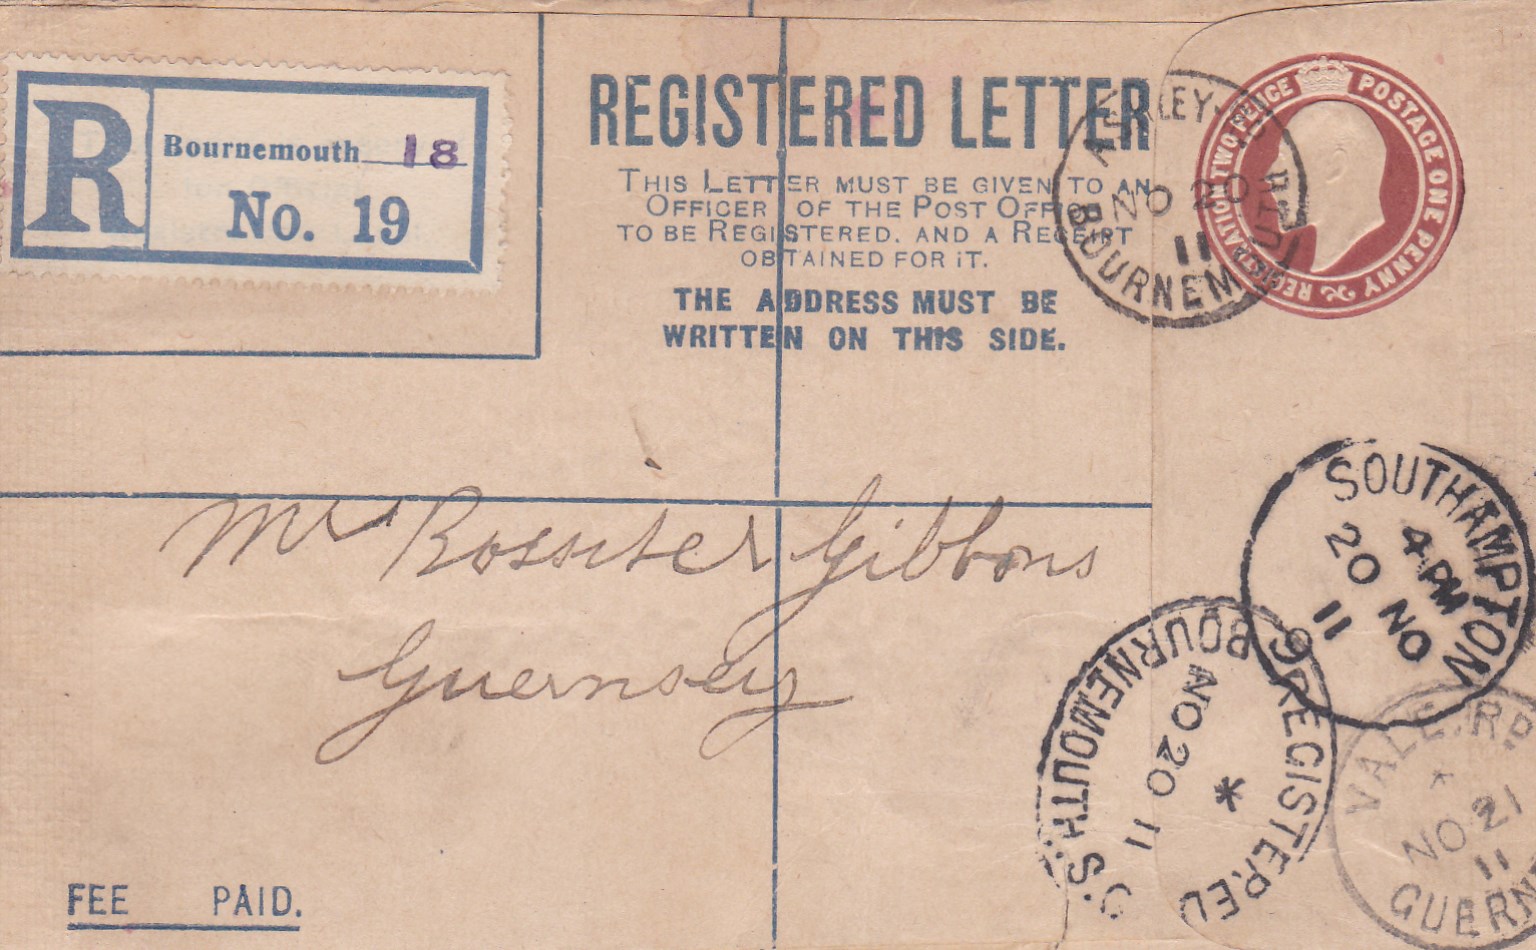 R
Bournemouth 18
No. 19
REGISTERED LETTER
THIS LETTER MUST BE GIVEN TO AN
OFFICER OF THE POST OFFICE
TO BE REGISTERED, AND A RECEIPT
OBTAINED FOR IT.
THE ADDRESS MUST BE
WRITTEN ON THIS SIDE.
REGISTRATION TWO PENCE POSTAGE ONE PENNY
NO 20
11
BOURNEM
SOUTHAMPTON
4 PM
20 NO
11
Mr Rossiter Gibbons
Guernsey
REGISTERED
NO 20 11
*
BOURNEMOUTH S.O
VALE. RD
*
NO 21
11
GUERN
FEE PAID.